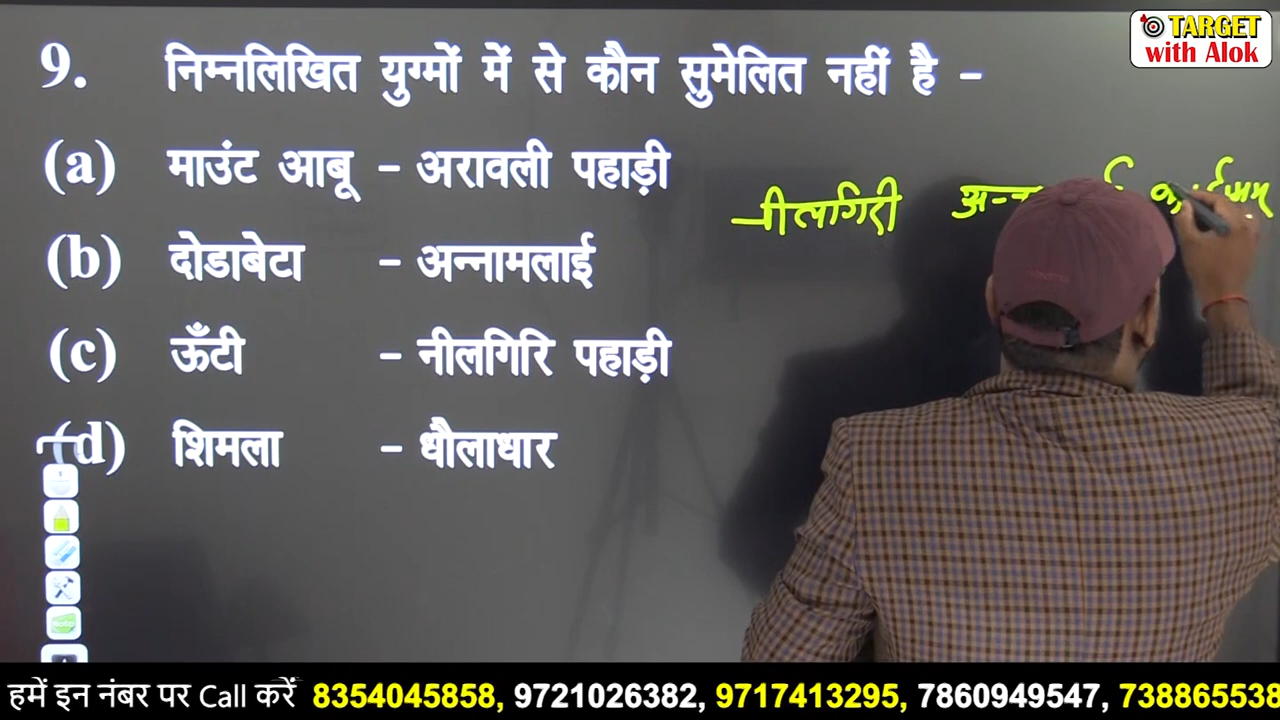 TARGET
with Alok
9. निम्नलिखित युग्मों में से कौन सुमेलित नहीं है -
(a) माउंट आबू - अरावली पहाड़ी
नीलगिरी
(b) दोडाबेटा - अन्नामलाई
(c) ऊँटी - नीलगिरि पहाड़ी
(d) शिमला - धौलाधार
हमें इन नंबर पर Call करें 8354045858, 9721026382, 9717413295, 7860949547, 738865538